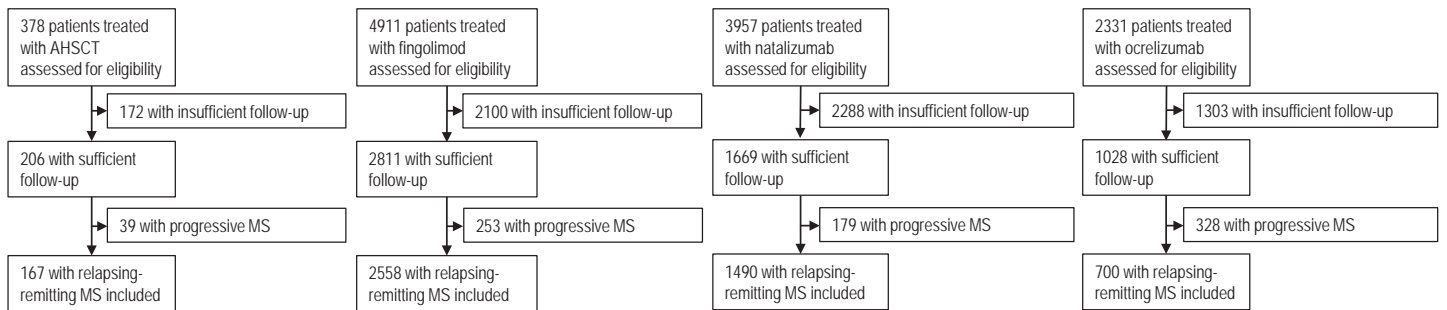 378 patients treated
with AHSCT
assessed for eligibility
172 with insufficient follow-up
206 with sufficient
follow-up
39 with progressive MS
167 with relapsing-
remitting MS included
4911 patients treated
with fingolimod
assessed for eligibility
2100 with insufficient follow-up
2811 with sufficient
follow-up
253 with progressive MS
2558 with relapsing-
remitting MS included
3957 patients treated
with natalizumab
assessed for eligibility
2288 with insufficient follow-up
1669 with sufficient
follow-up
179 with progressive MS
1490 with relapsing-
remitting MS included
2331 patients treated
with ocrelizumab
assessed for eligibility
1303 with insufficient follow-up
1028 with sufficient
follow-up
328 with progressive MS
700 with relapsing-
remitting MS included